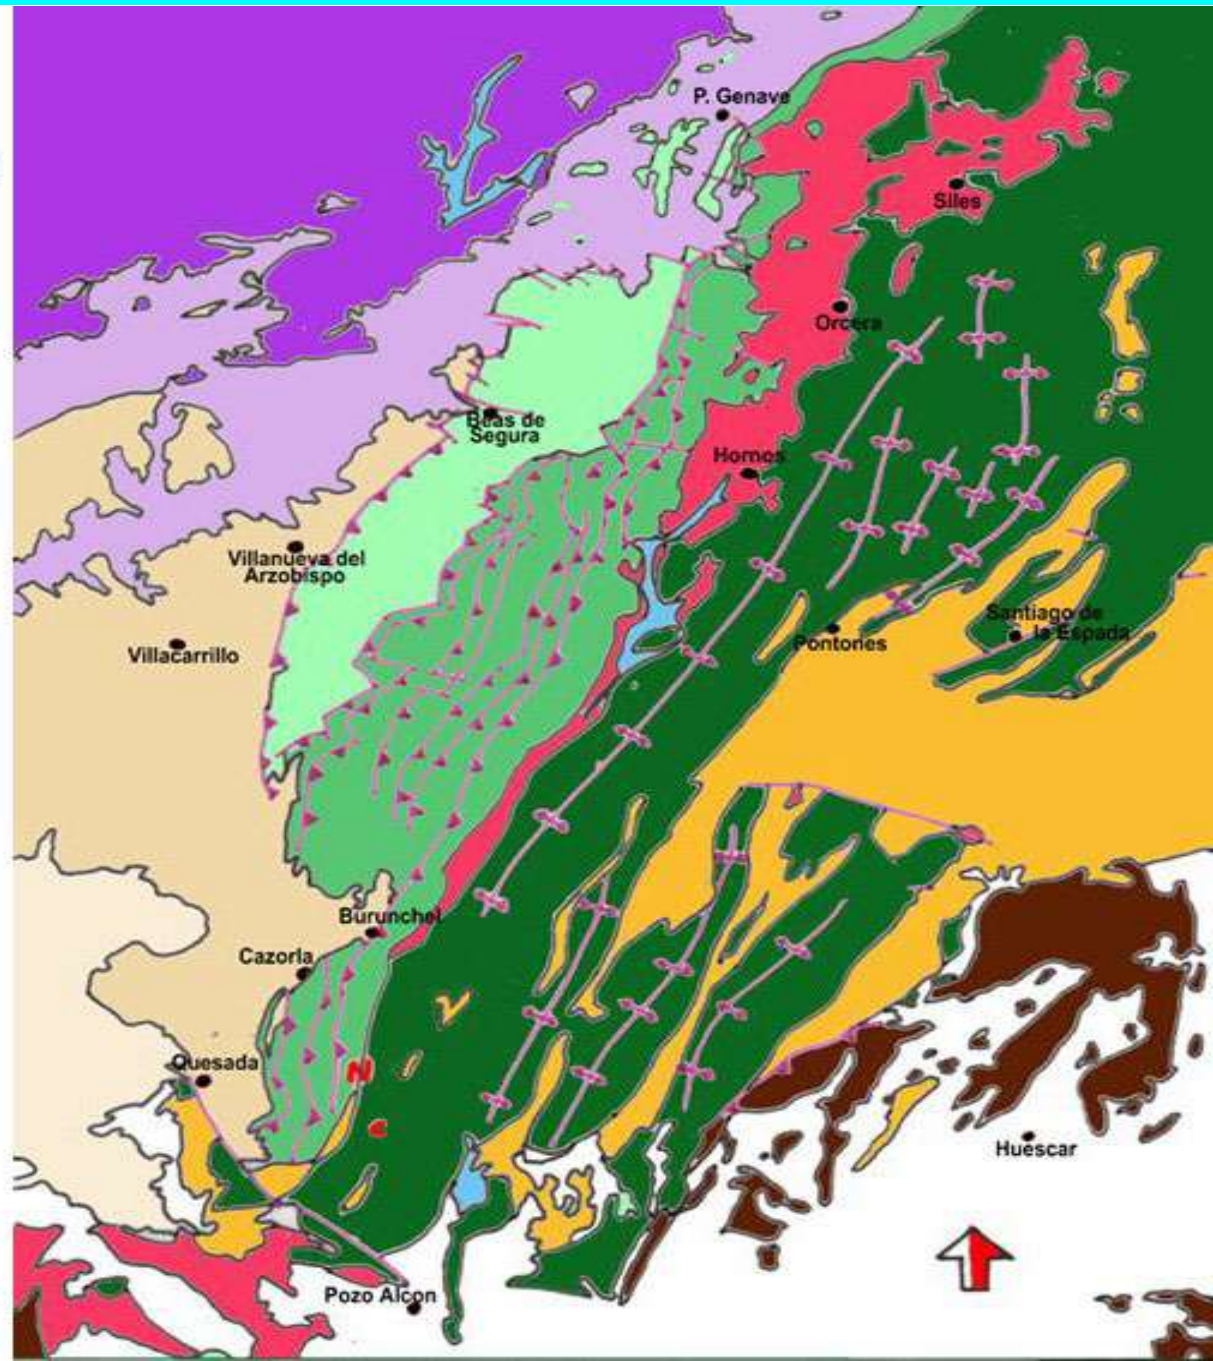 P. Genave
Siles
Orcera
Beas de
Segura
Hornos
Villanueva del
Arzobispo
Santiago de
la Espada
Villacarrillo
Pontones
Burunchel
Cazorla
Quesada
N
Huescar
Pozo Alcon